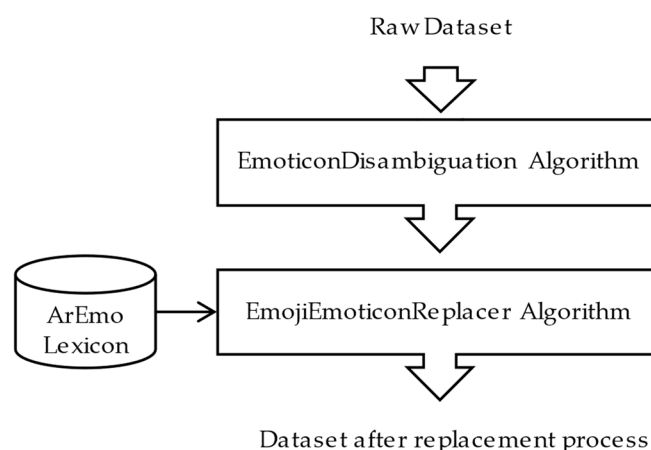 Raw Dataset
EmoticonDisambiguation Algorithm
EmojiEmoticonReplacer Algorithm
ArEmo
Lexicon
Dataset after replacement process